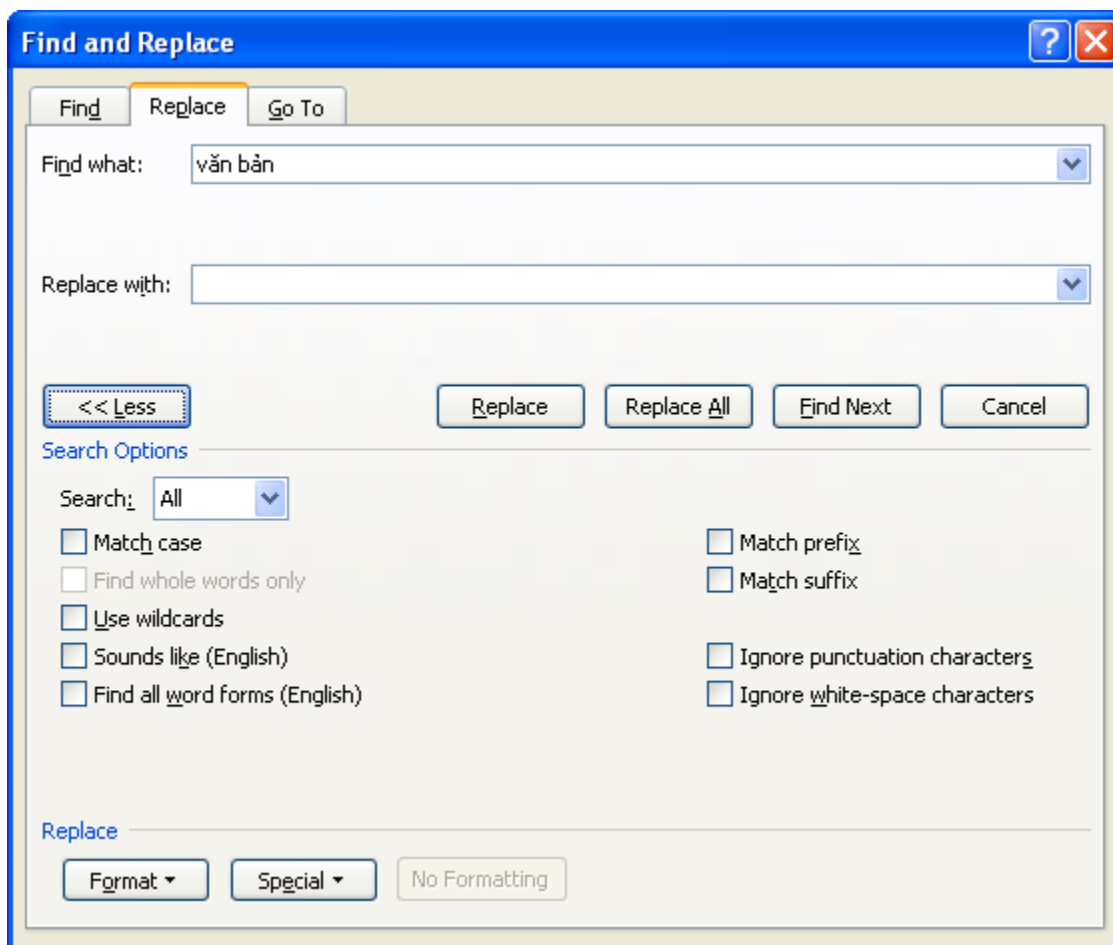 Find and Replace
Find Replace Go To
Find what: văn bản
Replace with:
<< Less Replace Replace All Find Next Cancel
Search Options
Search: All
Match case Match prefix
Find whole words only Match suffix
Use wildcards
Sounds like (English) Ignore punctuation characters
Find all word forms (English) Ignore white-space characters
Replace
Format Special No Formatting